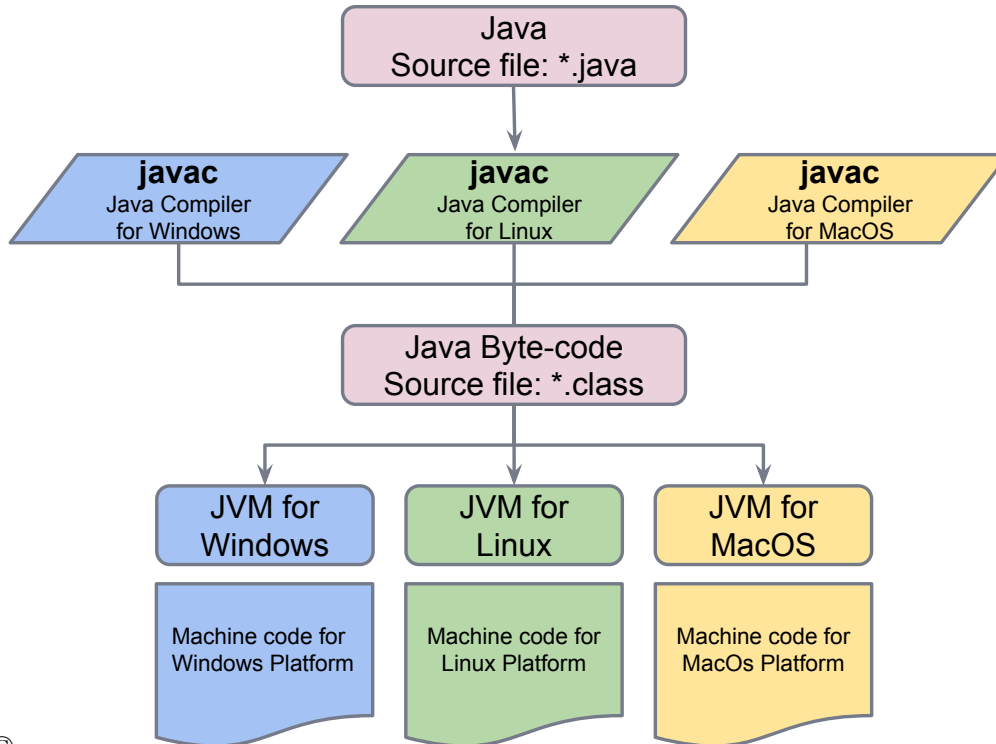 Java
Source file: *.java
javac
Java Compiler
for Windows
javac
Java Compiler
for Linux
javac
Java Compiler
for MacOS
Java Byte-code
Source file: *.class
JVM for
Windows
JVM for
Linux
JVM for
MacOS
Machine code for
Windows Platform
Machine code for
Linux Platform
Machine code for
MacOs Platform